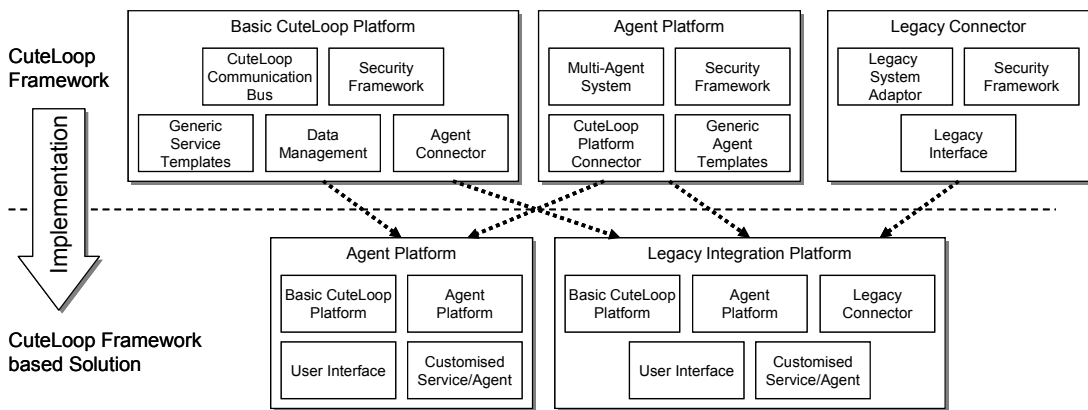 CuteLoop
Framework
Implementation
CuteLoop Framework
based Solution
Basic CuteLoop Platform
CuteLoop
Communication
Bus
Security
Framework
Generic
Service
Templates
Data
Management
Agent
Connector
Agent Platform
Multi-Agent
System
Security
Framework
CuteLoop
Platform
Connector
Generic
Agent
Templates
Legacy Connector
Legacy
System
Adaptor
Security
Framework
Legacy
Interface
Agent Platform
Basic CuteLoop
Platform
Agent
Platform
User Interface
Customised
Service/Agent
Legacy Integration Platform
Basic CuteLoop
Platform
Agent
Platform
Legacy
Connector
User Interface
Customised
Service/Agent